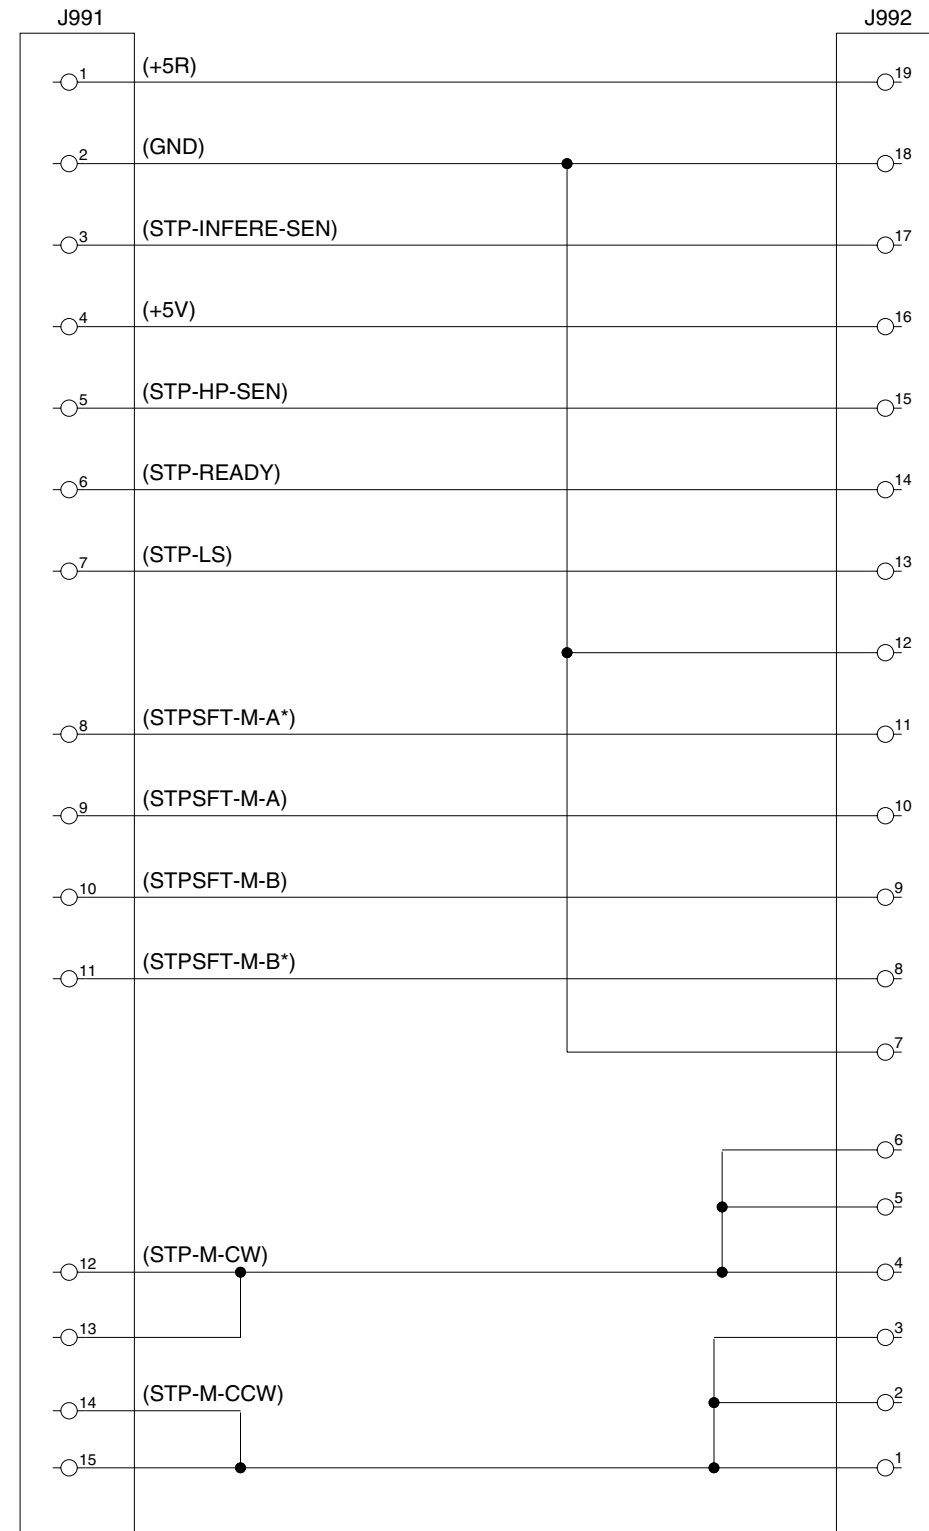 J991 J992
1 (+5R) 19
2 (GND) 18
3 (STP-INFERE-SEN) 17
4 (+5V) 16
5 (STP-HP-SEN) 15
6 (STP-READY) 14
7 (STP-LS) 13
12
8 (STPSFT-M-A*) 11
9 (STPSFT-M-A) 10
10 (STPSFT-M-B) 9
11 (STPSFT-M-B*) 8
7
6
5
12 (STP-M-CW) 4
13 3
14 (STP-M-CCW) 2
15 1